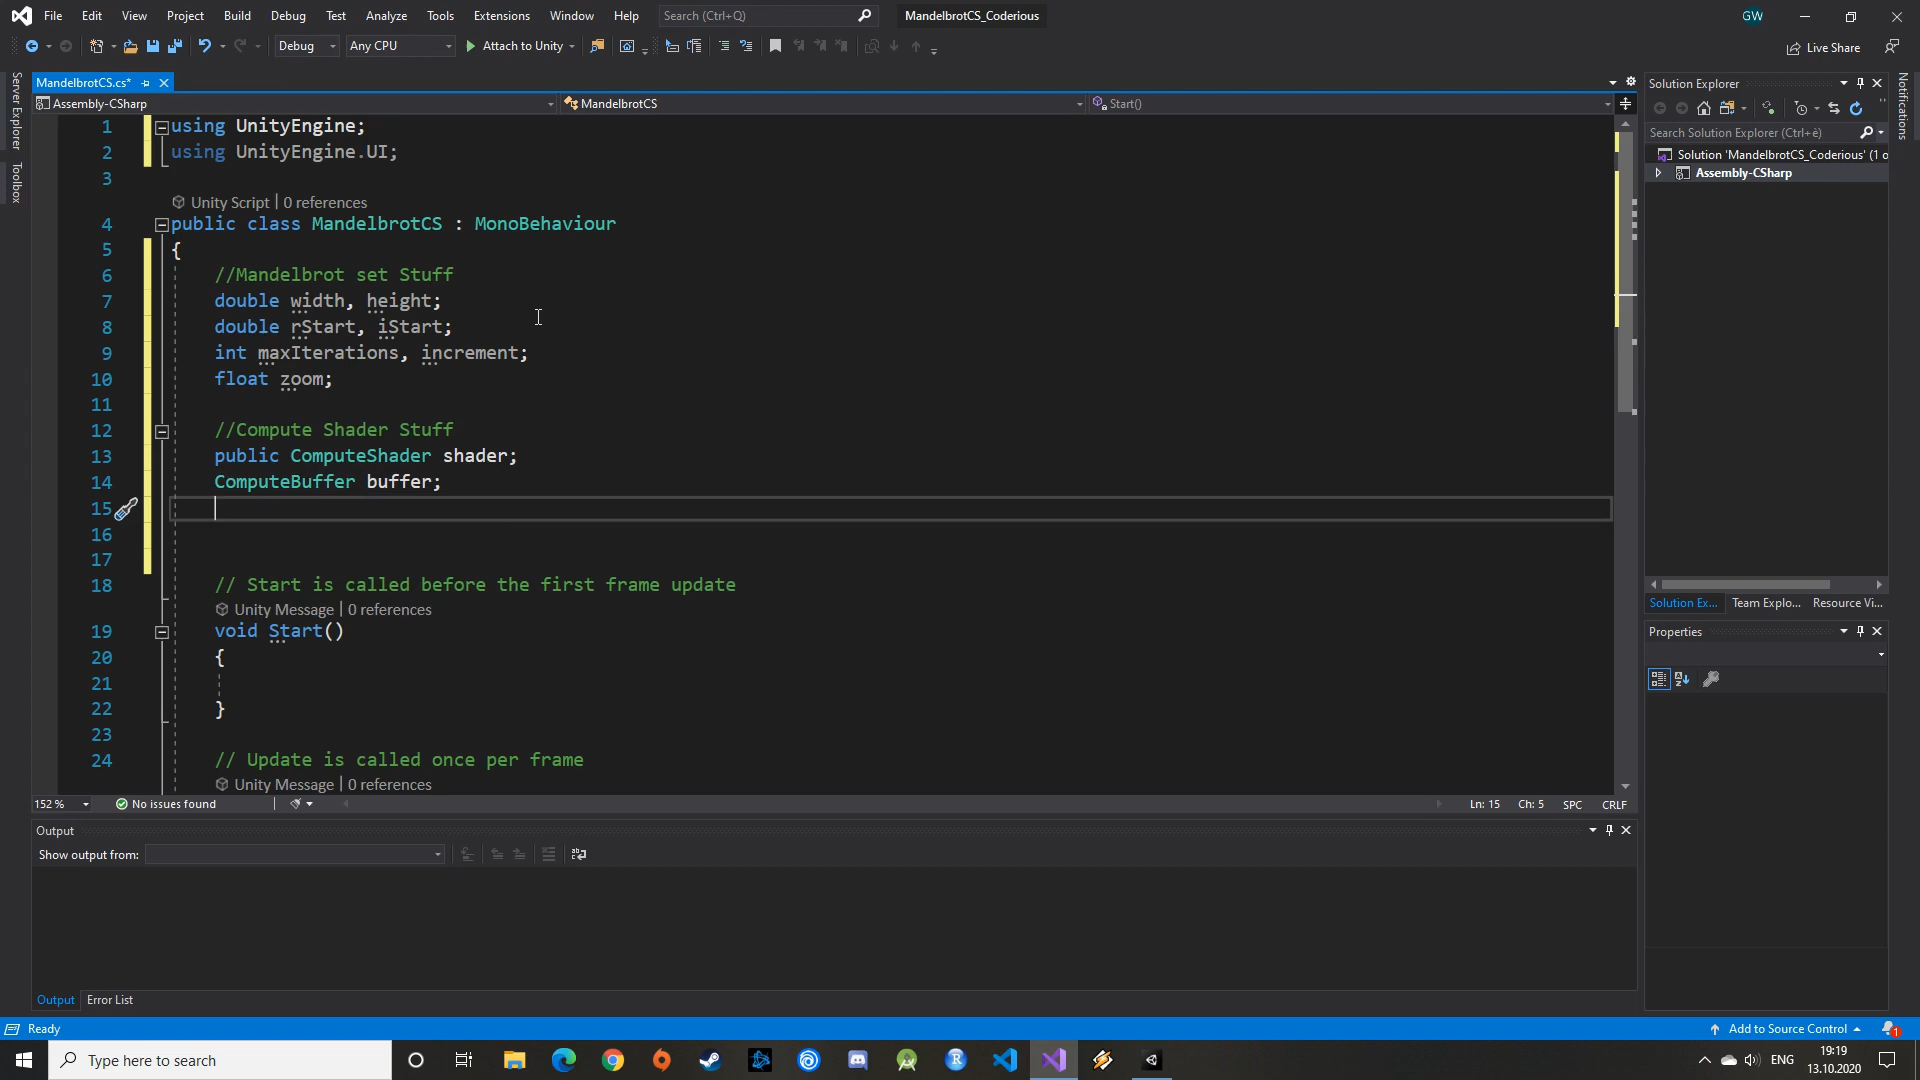 File Edit View Project Build Debug Test Analyze Tools Extensions Window Help Search (Ctrl+Q) MandelbrotCS_Coderious GW
Debug Any CPU Attach to Unity Live Share
Server Explorer
Toolbox
MandelbrotCS.cs*
Assembly-CSharp MandelbrotCS Start()
1 using UnityEngine;
2 using UnityEngine.UI;
3
Unity Script | 0 references
4 public class MandelbrotCS : MonoBehaviour
5 {
6 //Mandelbrot set Stuff
7 double width, height;
8 double rStart, iStart;
9 int maxIterations, increment;
10 float zoom;
11
12 //Compute Shader Stuff
13 public ComputeShader shader;
14 ComputeBuffer buffer;
15
16
17
18 // Start is called before the first frame update
Unity Message | 0 references
19 void Start()
20 {
21
22 }
23
24 // Update is called once per frame
Unity Message | 0 references
152 % No issues found Ln: 15 Ch: 5 SPC CRLF
Output
Show output from:
Output Error List
Solution Explorer
Search Solution Explorer (Ctrl+è)
Solution 'MandelbrotCS_Coderious' (1 o
Assembly-CSharp
Solution Ex... Team Explo... Resource Vi...
Properties
Notifications
Ready Add to Source Control 1
Type here to search ENG 19:19
13.10.2020